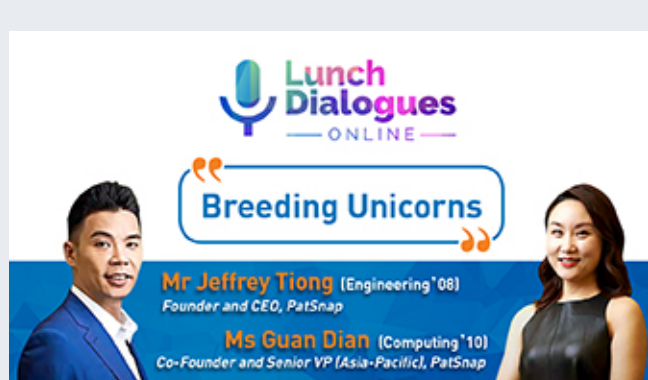 Lunch
Dialogues
ONLINE
“Breeding Unicorns”
Mr Jeffrey Tiong (Engineering'08)
Founder and CEO, PatSnap
Ms Guan Dian (Computing'10)
Co-Founder and Senior VP (Asia-Pacific), PatSnap